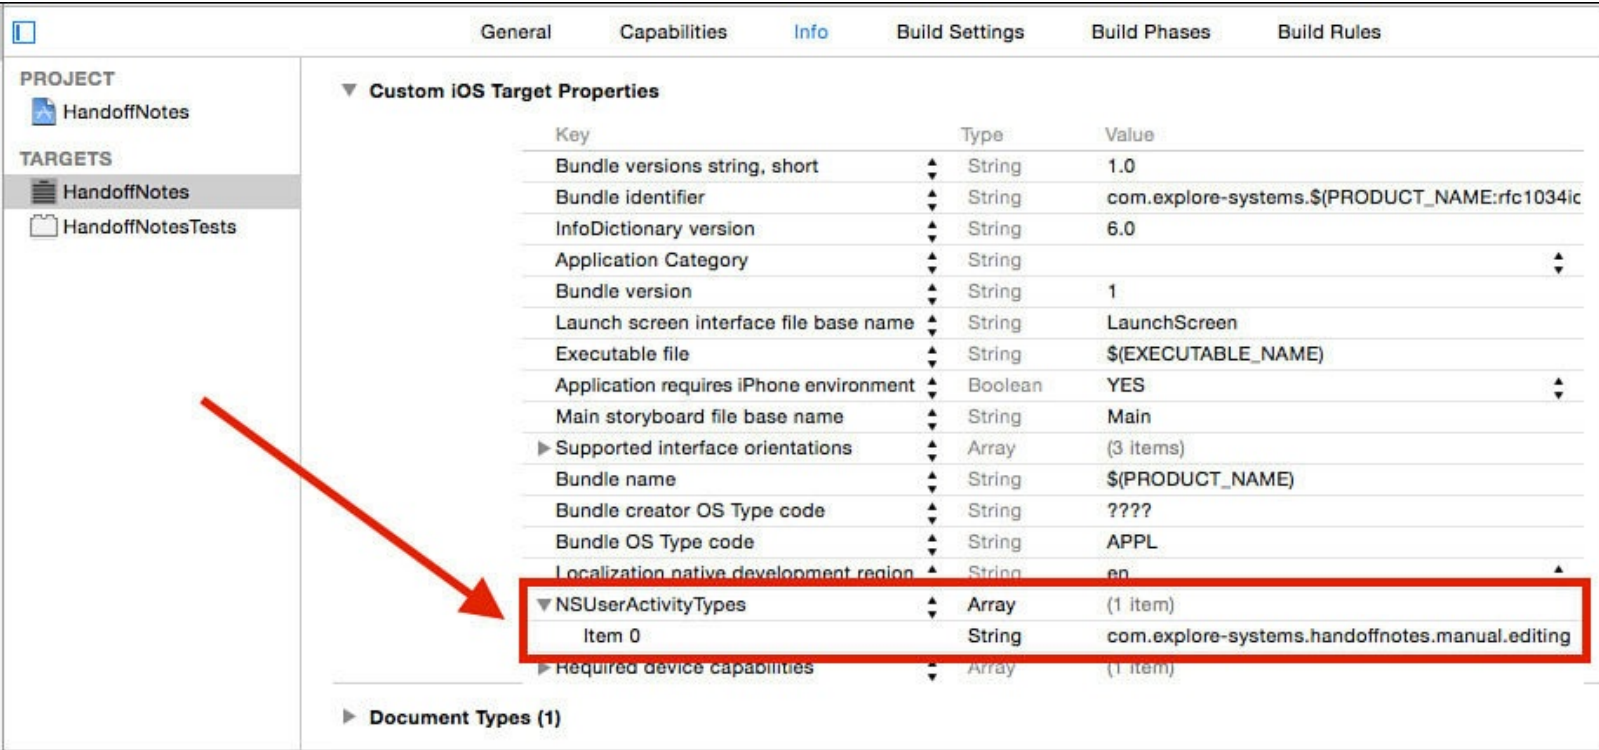 General Capabilities Info Build Settings Build Phases Build Rules
PROJECT
HandoffNotes
TARGETS
HandoffNotes
HandoffNotesTests
Custom iOS Target Properties
Key Type Value
Bundle versions string, short String 1.0
Bundle identifier String com.explore-systems.$(PRODUCT_NAME:rfc1034ic
InfoDictionary version String 6.0
Application Category String
Bundle version String 1
Launch screen interface file base name String LaunchScreen
Executable file String $(EXECUTABLE_NAME)
Application requires iPhone environment Boolean YES
Main storyboard file base name String Main
Supported interface orientations Array (3 items)
Bundle name String $(PRODUCT_NAME)
Bundle creator OS Type code String ????
Bundle OS Type code String APPL
Localization native development region String en
NSUserActivityTypes Array (1 item)
Item 0 String com.explore-systems.handoffnotes.manual.editing
Required device capabilities Array (1 item)
Document Types (1)